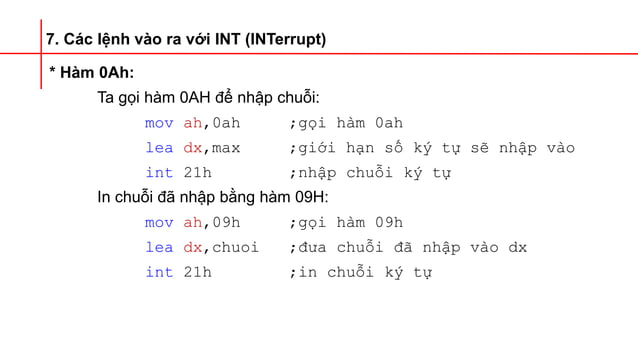 7. Các lệnh vào ra với INT (INTerrupt)
* Hàm 0Ah:
Ta gọi hàm 0AH để nhập chuỗi:
mov ah,0ah ;gọi hàm 0ah
lea dx,max ;giới hạn số ký tự sẽ nhập vào
int 21h ;nhập chuỗi ký tự
In chuỗi đã nhập bằng hàm 09H:
mov ah,09h ;gọi hàm 09h
lea dx,chuoi ;đưa chuỗi đã nhập vào dx
int 21h ;in chuỗi ký tự